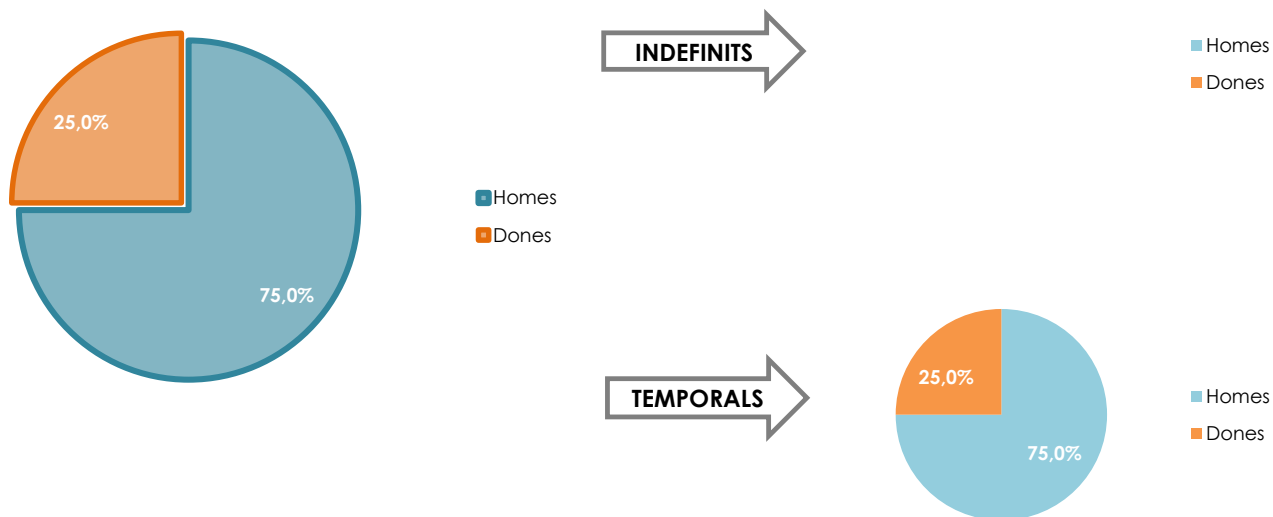 25,0%
75,0%
Homes
Dones
INDEFINITS
Homes
Dones
TEMPORALS
25,0%
75,0%
Homes
Dones